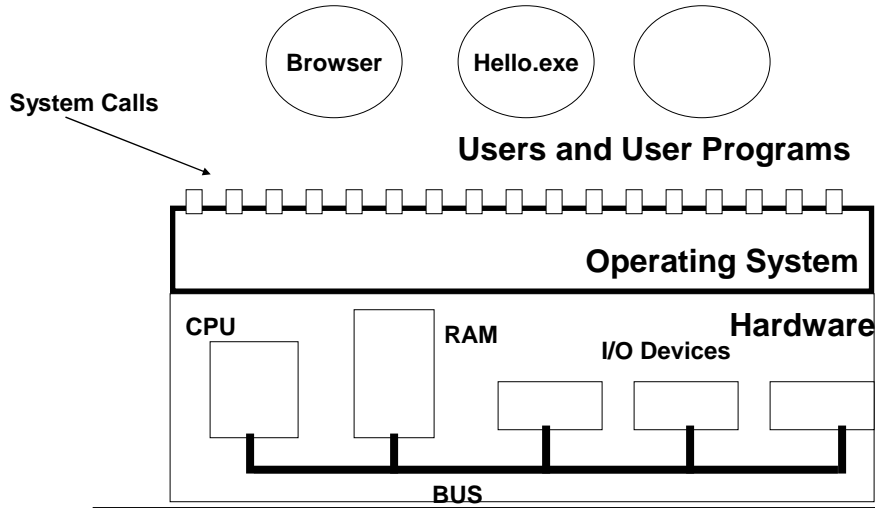 Browser
Hello.exe
System Calls
Users and User Programs
Operating System
Hardware
CPU
RAM
I/O Devices
BUS